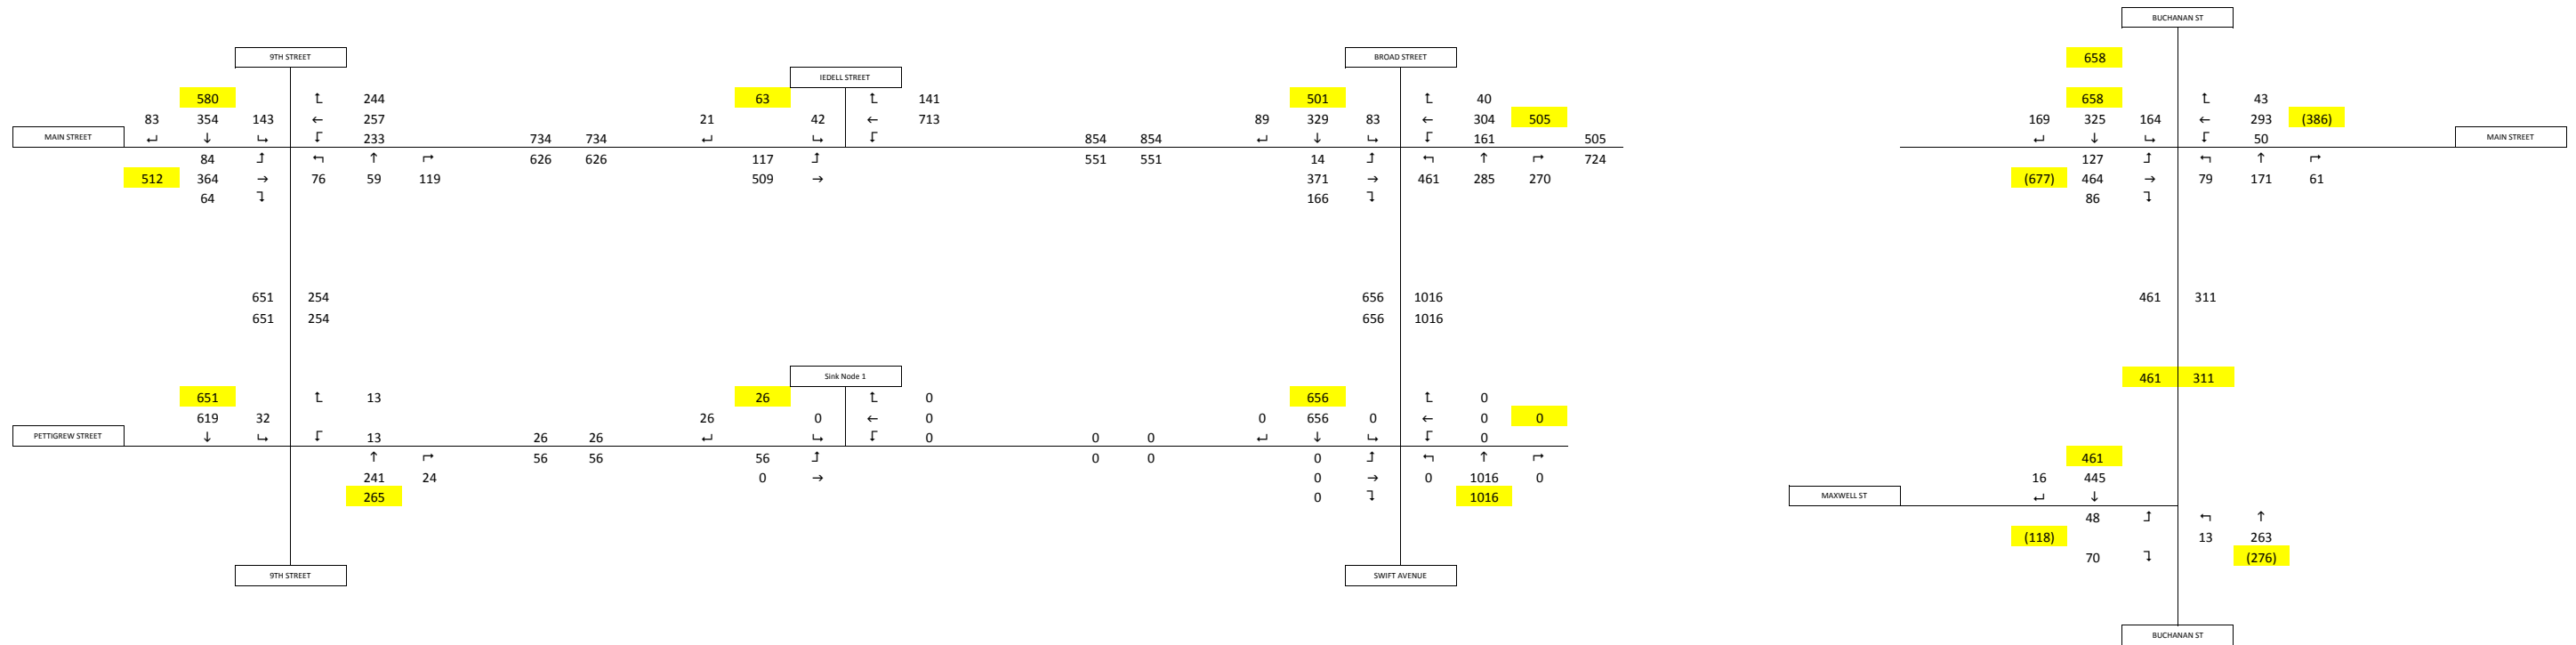 BUCHANAN ST
9TH STREET BROAD STREET 658
IEDELL STREET
580 ↿ 244 63 ↿ 141 501 ↿ 40 658 ↿ 43
83 354 143 ← 257 21 42 ← 713 89 329 83 ← 304 505 169 325 164 ← 293 (386)
MAIN STREET ↵ ↓ ↳ ↓ 233 734 734 ↵ ↳ ↓ 854 854 ↵ ↓ ↳ ↓ 161 505 ↵ ↓ ↳ ↓ 50 MAIN STREET
84 ↥ ↰ ↑ ↱ 626 626 117 ↥ 551 551 14 ↥ ↰ ↑ ↱ 724 127 ↥ ↰ ↑ ↱
512 364 → 76 59 119 509 → 371 → 461 285 270 (677) 464 → 79 171 61
64 ↴ 166 ↴ 86 ↴
651 254 656 1016 461 311
651 254 656 1016
Sink Node 1 461 311
651 ↿ 13 26 ↿ 0 656 ↿ 0
619 32 26 0 ← 0 0 656 0 ← 0 0
PETTIGREW STREET ↓ ↳ ↓ 13 26 26 ↵ ↳ ↓ 0 0 0 ↵ ↓ ↳ ↓ 0
↑ ↱ 56 56 56 ↥ 0 0 0 ↥ ↰ ↑ ↱ 461
241 24 0 → 0 → 0 1016 0 16 445
265 0 ↴ 1016 MAXWELL ST ↵ ↓
48 ↥ ↰ ↑
(118) 13 263
70 ↴ (276)
9TH STREET SWIFT AVENUE
BUCHANAN ST